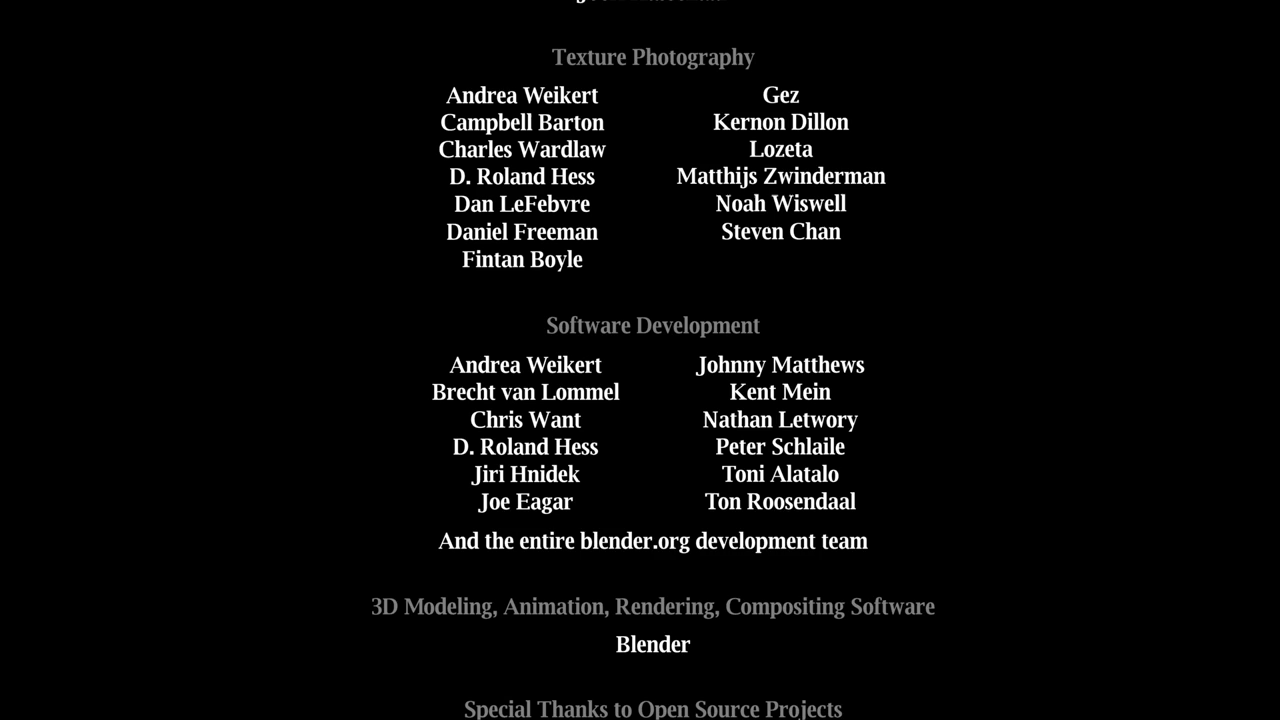 Texture Photography
Andrea Weikert
Campbell Barton
Charles Wardlaw
D. Roland Hess
Dan LeFebvre
Daniel Freeman
Fintan Boyle
Gez
Kernon Dillon
Lozeta
Matthijs Zwinderman
Noah Wiswell
Steven Chan
Software Development
Andrea Weikert
Brecht van Lommel
Chris Want
D. Roland Hess
Jiri Hnidek
Joe Eagar
Johnny Matthews
Kent Mein
Nathan Letwory
Peter Schlaile
Toni Alatalo
Ton Roosendaal
And the entire blender.org development team
3D Modeling, Animation, Rendering, Compositing Software
Blender
Special Thanks to Open Source Projects